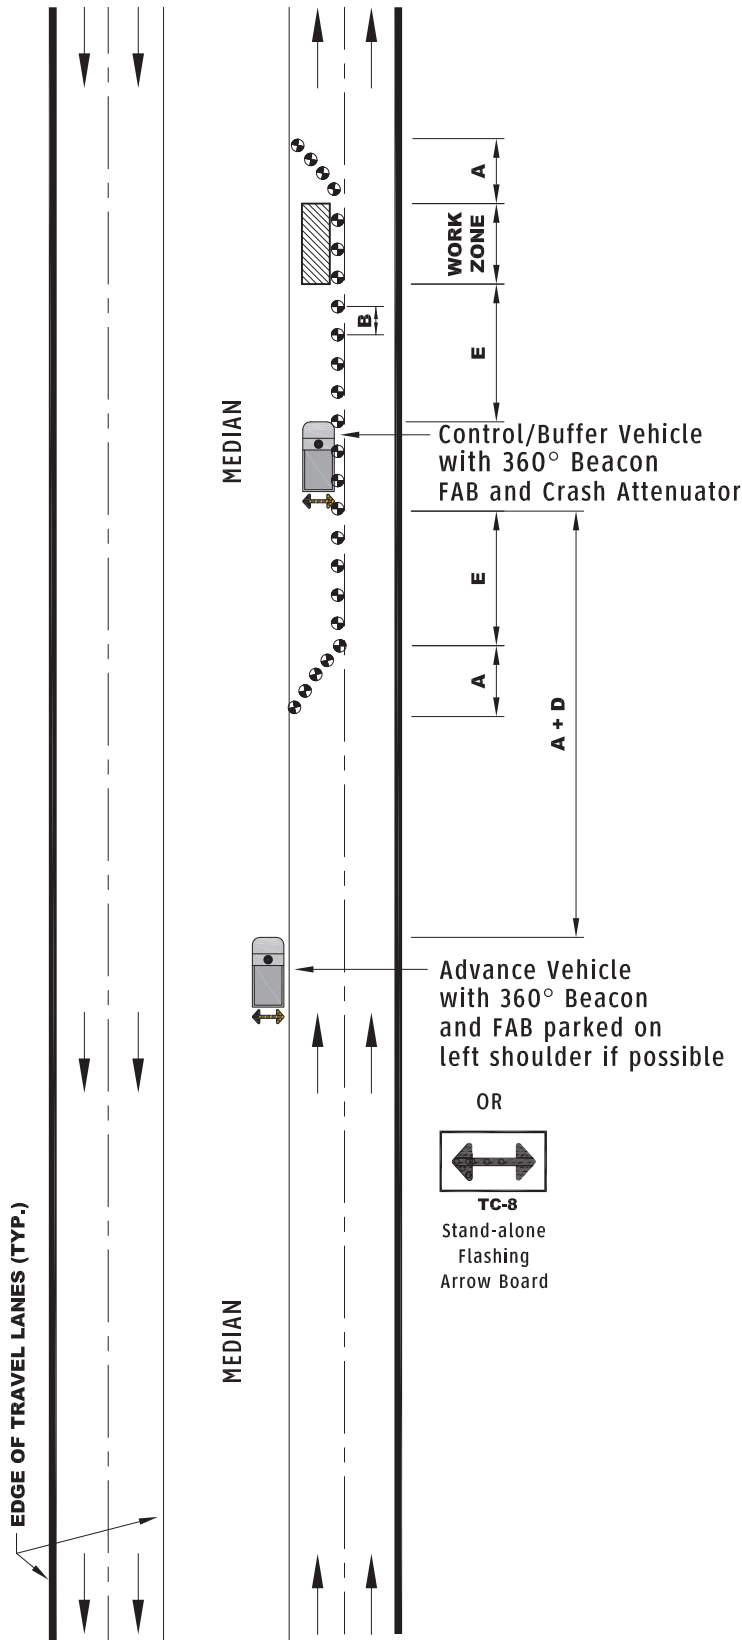 A
WORK
ZONE
B
E
MEDIAN
Control/Buffer Vehicle
with 360° Beacon
FAB and Crash Attenuator
E
A
A + D
Advance Vehicle
with 360° Beacon
and FAB parked on
left shoulder if possible
OR
TC-8
Stand-alone
Flashing
Arrow Board
MEDIAN
EDGE OF TRAVEL LANES (TYP.)